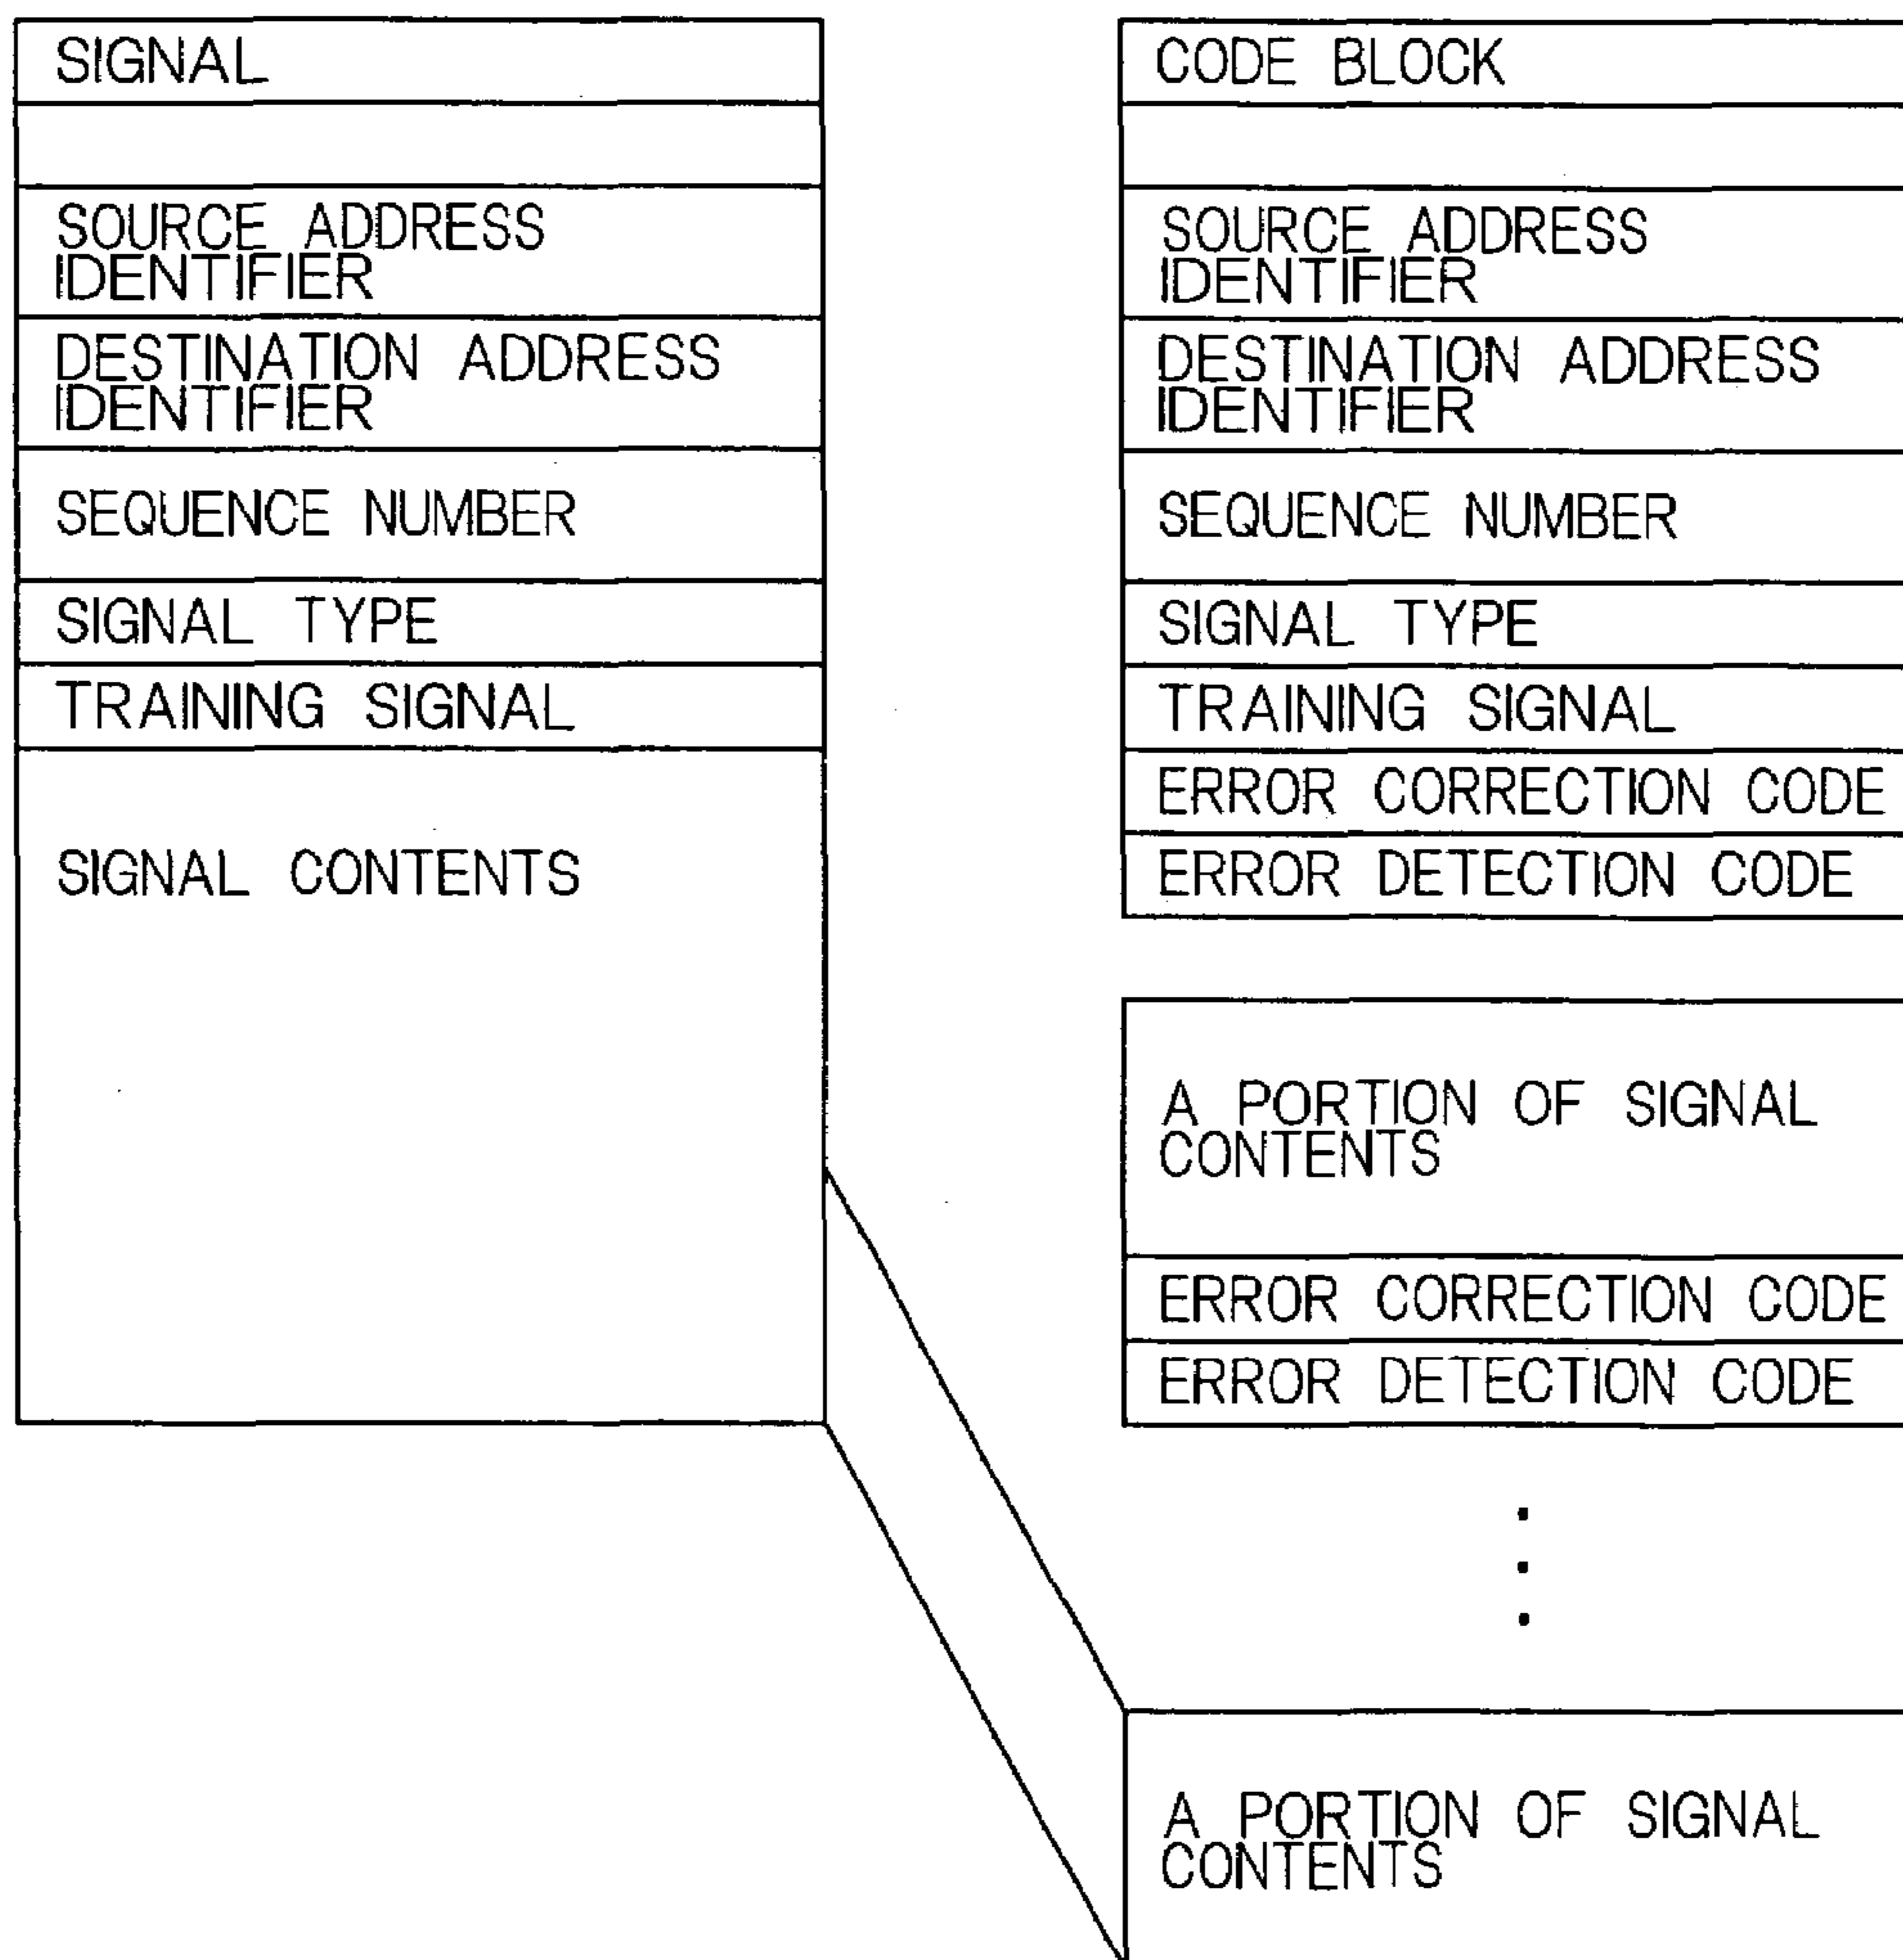 SIGNAL
SOURCE ADDRESS
IDENTIFIER
DESTINATION ADDRESS
IDENTIFIER
SEQUENCE NUMBER
SIGNAL TYPE
TRAINING SIGNAL
SIGNAL CONTENTS
CODE BLOCK
SOURCE ADDRESS
IDENTIFIER
DESTINATION ADDRESS
IDENTIFIER
SEQUENCE NUMBER
SIGNAL TYPE
TRAINING SIGNAL
ERROR CORRECTION CODE
ERROR DETECTION CODE
A PORTION OF SIGNAL
CONTENTS
ERROR CORRECTION CODE
ERROR DETECTION CODE
A PORTION OF SIGNAL
CONTENTS